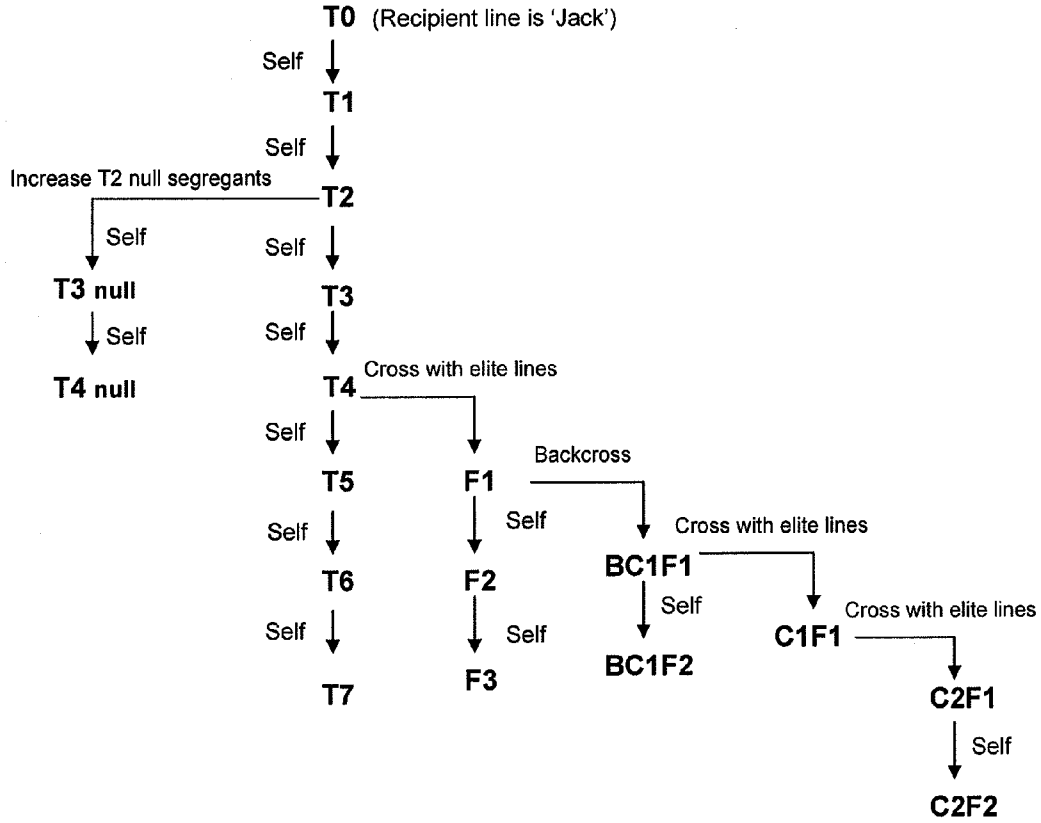 T0 (Recipient line is 'Jack')
Self
T1
Self
Increase T2 null segregants
T2
Self
Self
T3 null
T3
Self
Self
T4 null
T4
Cross with elite lines
Self
Backcross
T5
F1
Self
Self
Cross with elite lines
T6
F2
BC1F1
Self
Self
Self
Cross with elite lines
C1F1
T7
F3
BC1F2
C2F1
Self
C2F2